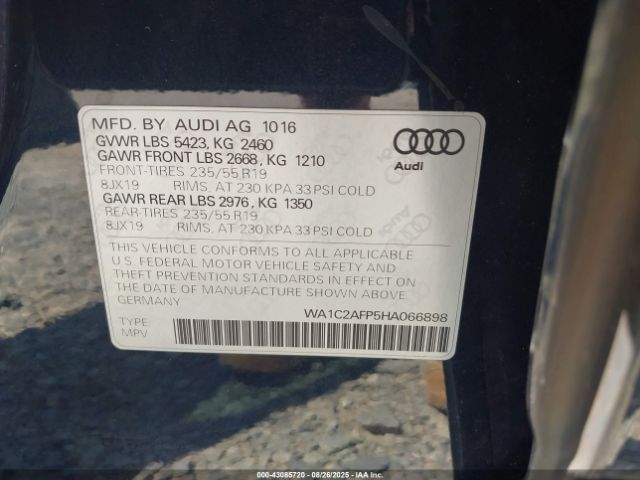 MFD. BY AUDI AG 1016
GVWR LBS 5423, KG 2460
GAWR FRONT LBS 2668, KG 1210
FRONT-TIRES 235/55 R19
8JX19 RIMS, AT 230 KPA 33 PSI COLD
GAWR REAR LBS 2976, KG 1350
REAR-TIRES 235/55 R19
8JX19 RIMS, AT 230 KPA 33 PSI COLD
Audi
THIS VEHICLE CONFORMS TO ALL APPLICABLE
U.S. FEDERAL MOTOR VEHICLE SAFETY AND
THEFT PREVENTION STANDARDS IN EFFECT ON
THE DATE OF MANUFACTURE SHOWN ABOVE.
GERMANY
WA1C2AFP5HA066898
TYPE:
MPV
000-43085720 - 08/26/2025 - IAAI.COM